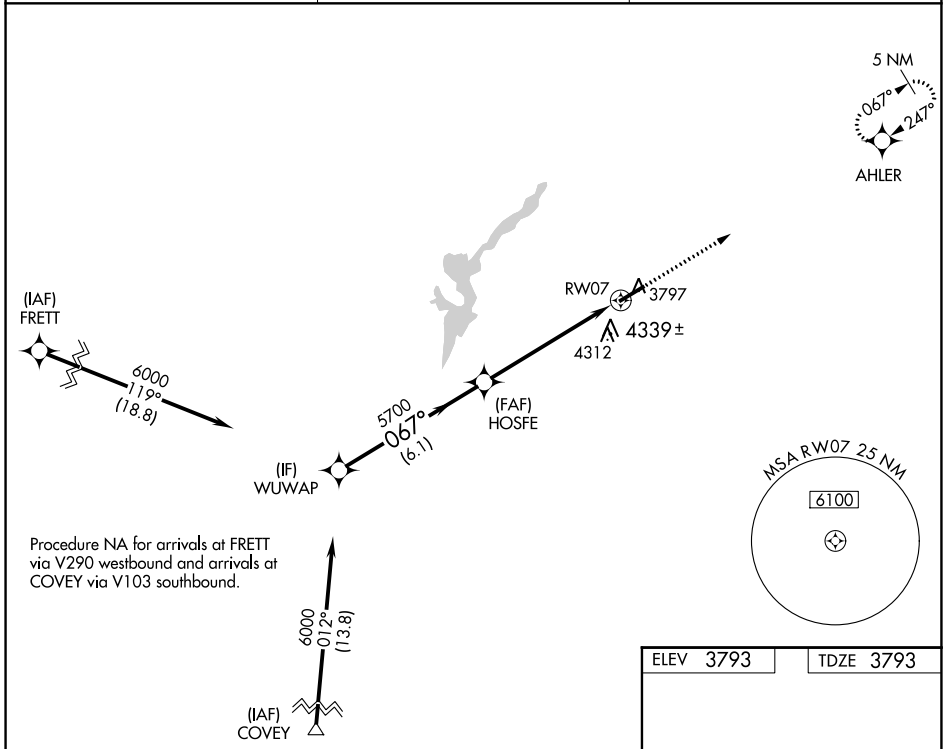 5 NM
067°
247°
AHLER
RW07
3797
4312
4339±
(IAF)
FRETT
6000
119°
(18.8)
5700
067°
(6.1)
(FAF)
HOSFE
(IF)
WUWAP
MSA RW07 25 NM
6100
Procedure NA for arrivals at FRETT
via V290 westbound and arrivals at
COVEY via V103 southbound.
6000
012°
(13.8)
(IAF)
COVEY
ELEV 3793
TDZE 3793